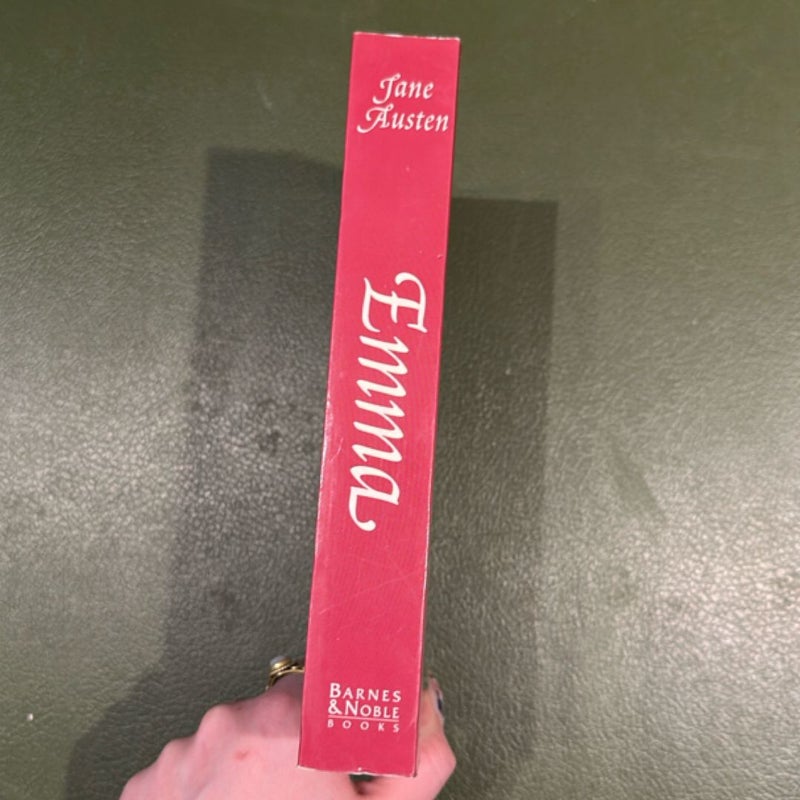 Jane
Austen
Emma
BARNES
& NOBLE
BOOKS